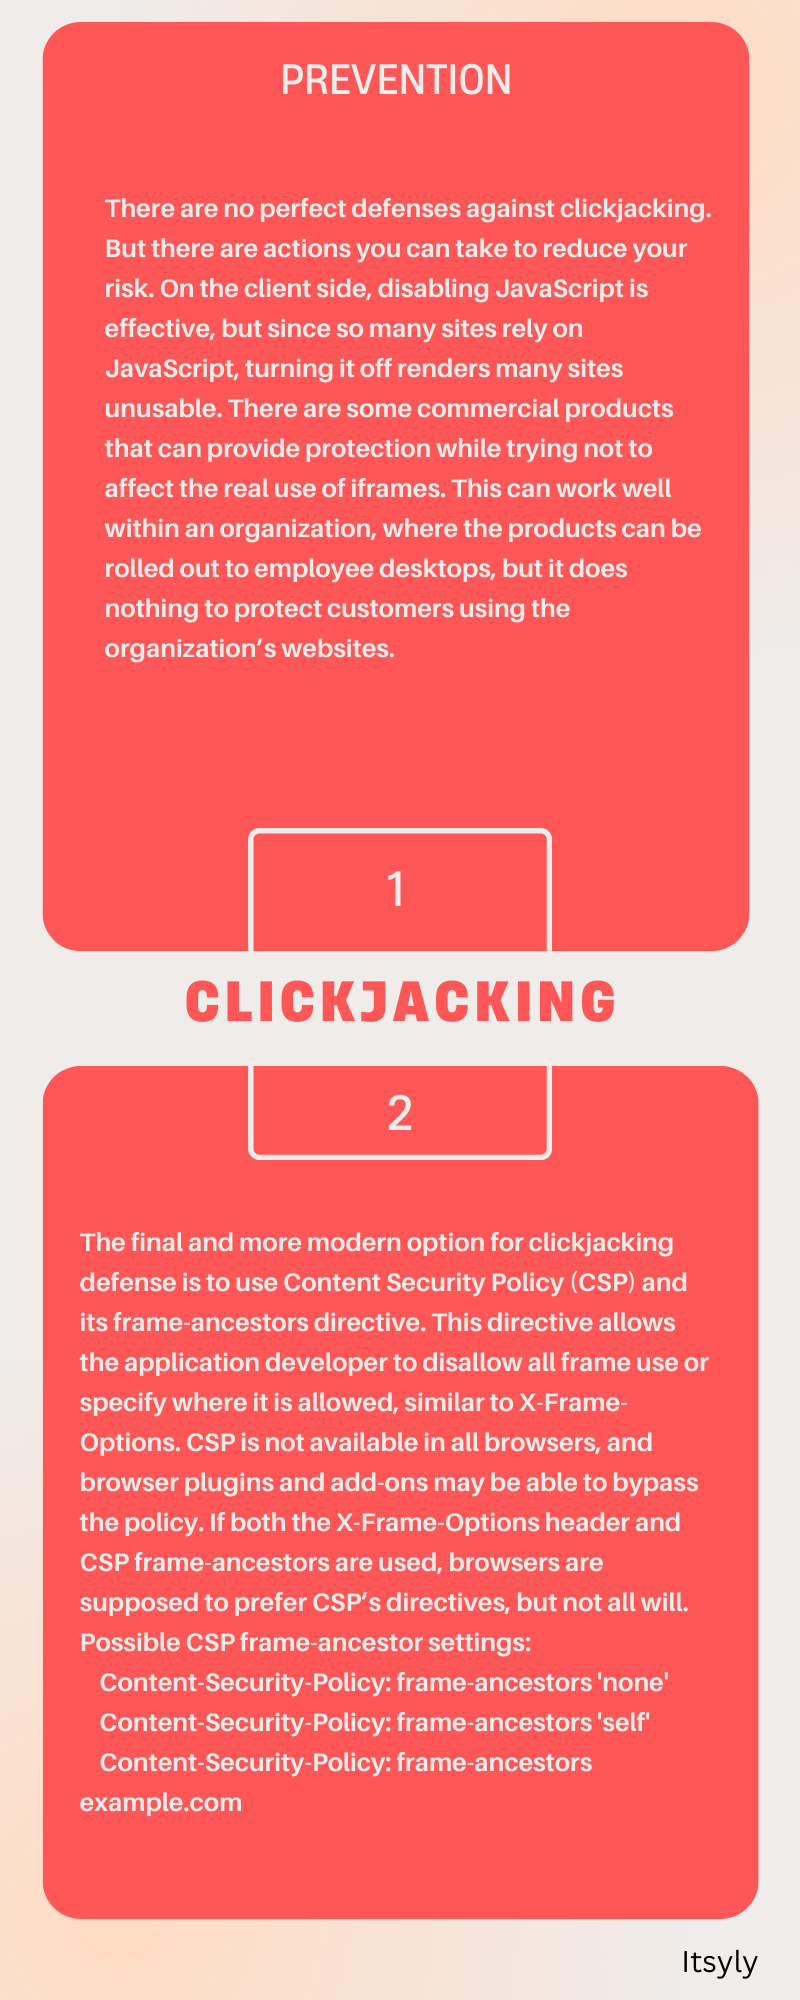 PREVENTION
There are no perfect defenses against clickjacking.
But there are actions you can take to reduce your
risk. On the client side, disabling JavaScript is
effective, but since so many sites rely on
JavaScript, turning it off renders many sites
unusable. There are some commercial products
that can provide protection while trying not to
affect the real use of iframes. This can work well
within an organization, where the products can be
rolled out to employee desktops, but it does
nothing to protect customers using the
organization’s websites.
1
CLICKJACKING
2
The final and more modern option for clickjacking
defense is to use Content Security Policy (CSP) and
its frame-ancestors directive. This directive allows
the application developer to disallow all frame use or
specify where it is allowed, similar to X-Frame-
Options. CSP is not available in all browsers, and
browser plugins and add-ons may be able to bypass
the policy. If both the X-Frame-Options header and
CSP frame-ancestors are used, browsers are
supposed to prefer CSP’s directives, but not all will.
Possible CSP frame-ancestor settings:
Content-Security-Policy: frame-ancestors 'none'
Content-Security-Policy: frame-ancestors 'self'
Content-Security-Policy: frame-ancestors
example.com
Itsyly